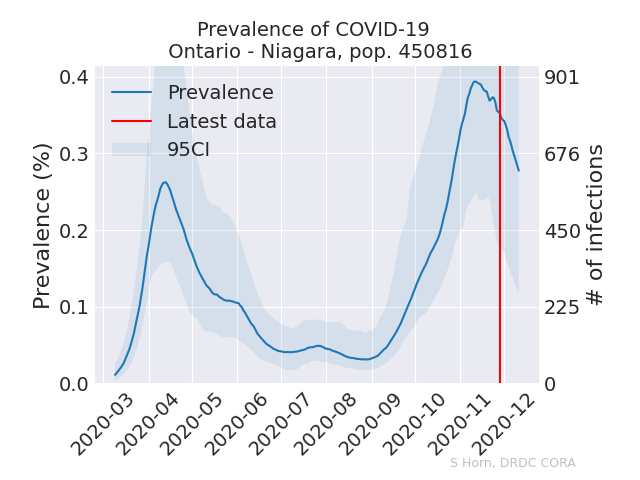 Prevalence of COVID-19
Ontario - Niagara, pop. 450816
Prevalence
Latest data
95CI
Prevalence (%)
0.4
0.3
0.2
0.1
0.0
901
676
450
225
0
# of infections
2020-03
2020-04
2020-05
2020-06
2020-07
2020-08
2020-09
2020-10
2020-11
2020-12
S Horn, DRDC CORA